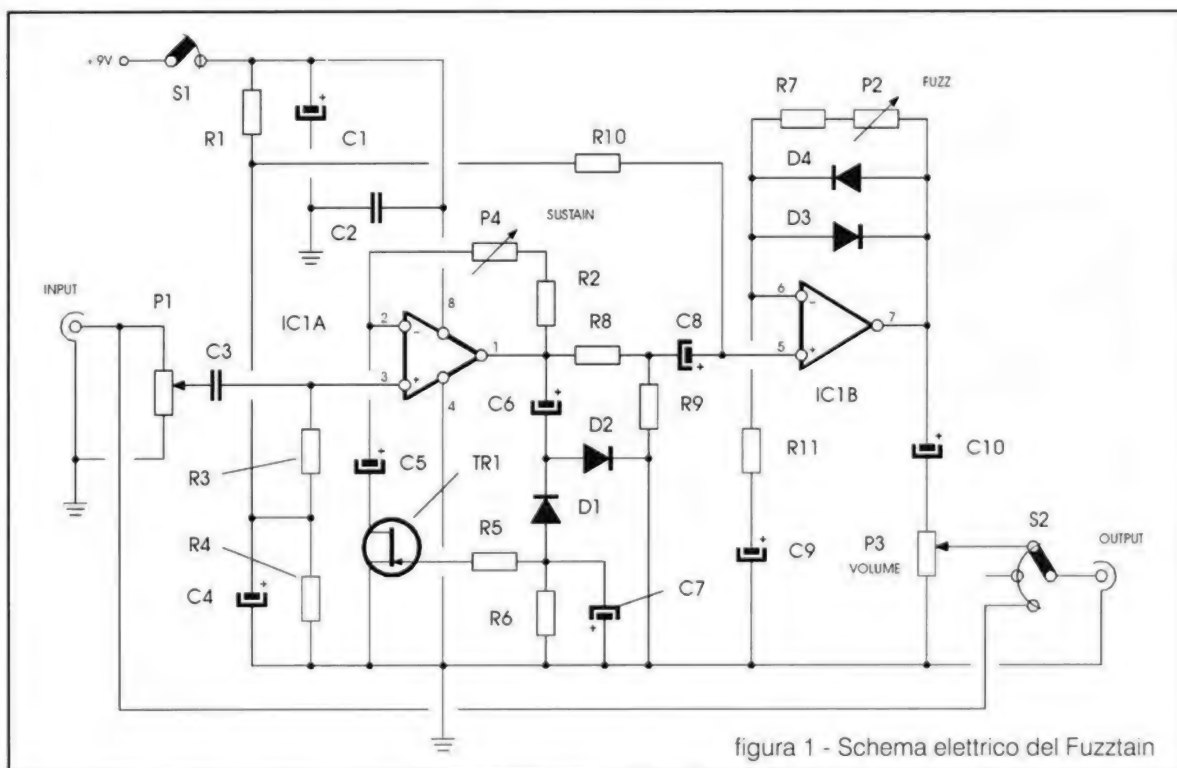 +9V
S1
R1
C1
C2
R10
R7
P2
FUZZ
D4
D3
P4
SUSTAIN
R2
INPUT
P1
C3
IC1A
8
2
−
3
+
1
4
R8
C8
+
R9
6
−
5
+
7
IC1B
C6
+
D2
D1
R3
R4
C4
+
C5
+
TR1
R5
R6
C7
+
R11
C9
+
C10
+
P3
VOLUME
S2
OUTPUT
+
figura 1 - Schema elettrico del Fuzztain